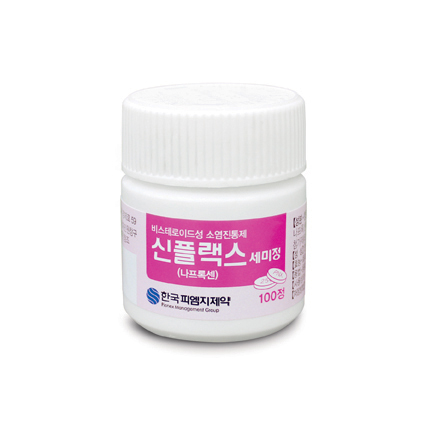 비스테로이드성 소염진통제
신플랙스 세미정
(나프록센)
100정
한국피엠지제약
Pharex Management Group